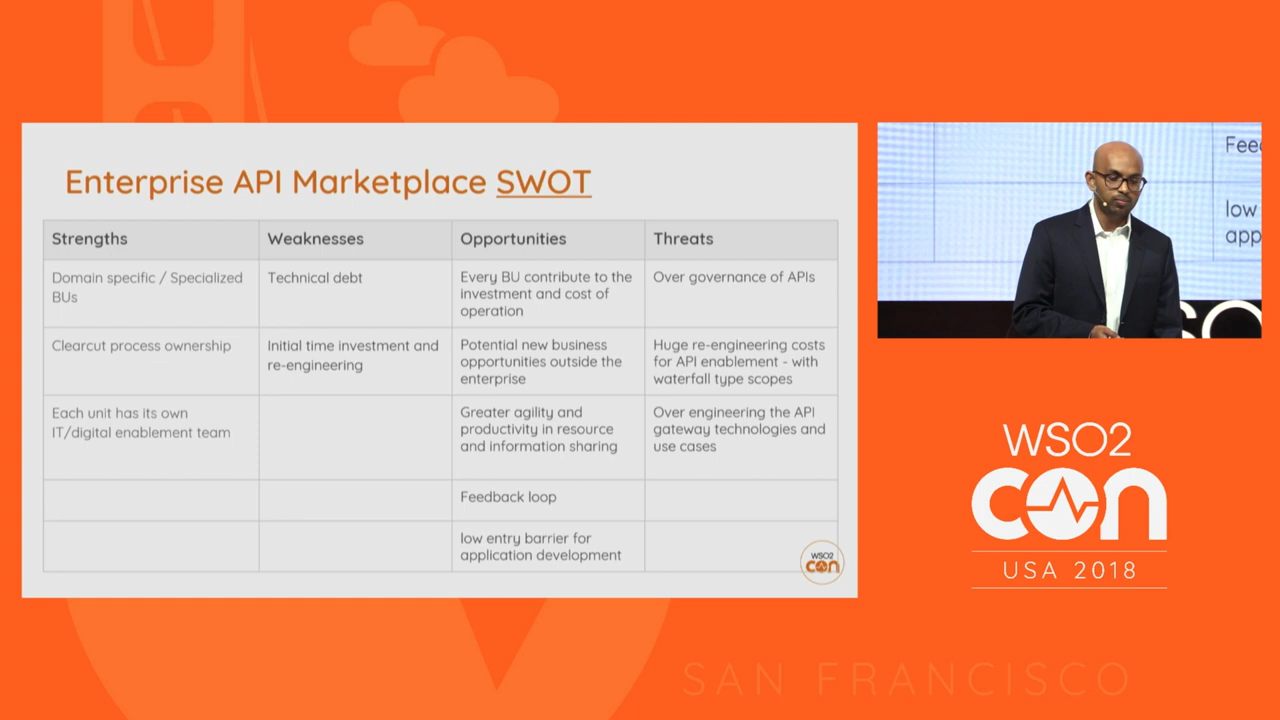 Enterprise API Marketplace SWOT
Strengths
Weaknesses
Opportunities
Threats
Domain specific / Specialized
BUs
Technical debt
Every BU contribute to the
investment and cost of
operation
Over governance of APIs
Clearcut process ownership
Initial time investment and
re-engineering
Potential new business
opportunities outside the
enterprise
Huge re-engineering costs
for API enablement - with
waterfall type scopes
Each unit has its own
IT/digital enablement team
Greater agility and
productivity in resource
and information sharing
Over engineering the API
gateway technologies and
use cases
Feedback loop
low entry barrier for
application development
WSO2
con
Fee
low
app
SO
WSO2
con
USA 2018
SAN FRANCISCO